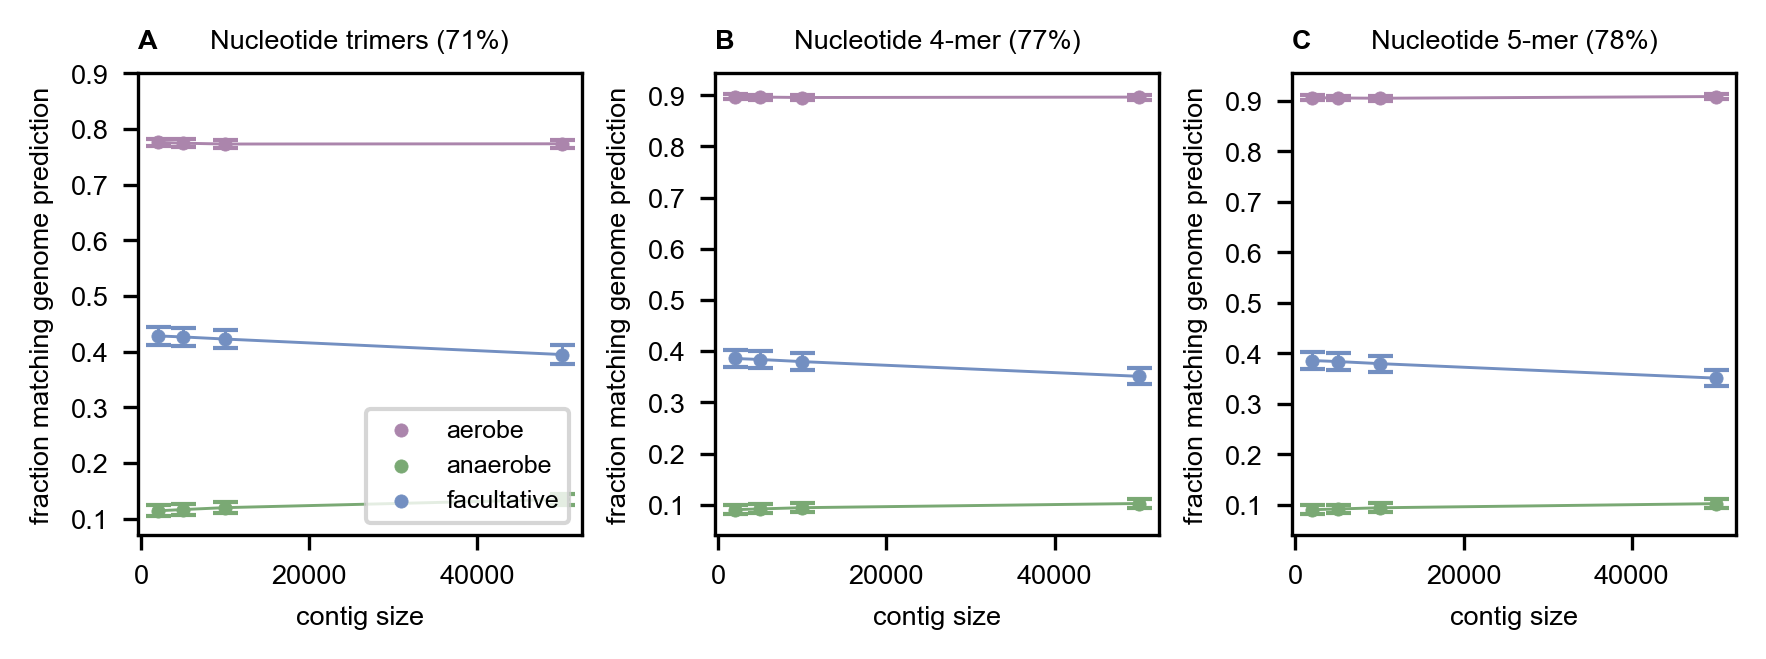 A Nucleotide trimers (71%)
fraction matching genome prediction
0.9
0.8
0.7
0.6
0.5
0.4
0.3
0.2
0.1
aerobe
anaerobe
facultative
0 20000 40000
contig size
B Nucleotide 4-mer (77%)
fraction matching genome prediction
0.9
0.8
0.7
0.6
0.5
0.4
0.3
0.2
0.1
0 20000 40000
contig size
C Nucleotide 5-mer (78%)
fraction matching genome prediction
0.9
0.8
0.7
0.6
0.5
0.4
0.3
0.2
0.1
0 20000 40000
contig size